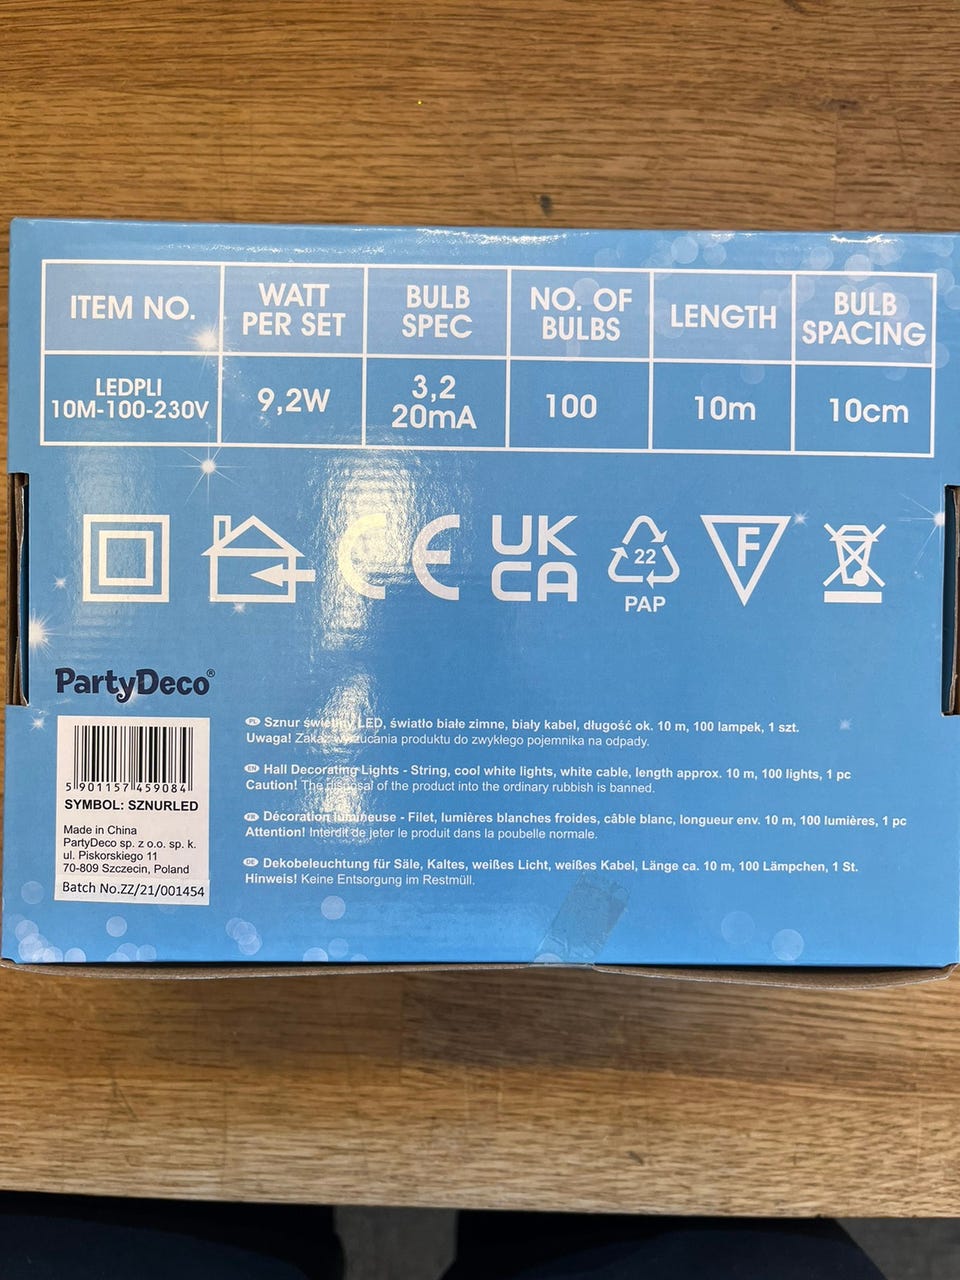 ITEM NO.
WATT
PER SET
BULB
SPEC
NO. OF
BULBS
LENGTH
BULB
SPACING
LEDPLI
10M-100-230V
9,2W
3,2
20mA
100
10m
10cm
CE
UK
CA
22
PAP
F
PartyDeco®
5 901157 459084
SYMBOL: SZNURLED
Made in China
PartyDeco sp. z o.o. sp. k.
ul. Piskorskiego 11
70-809 Szczecin, Poland
Batch No.ZZ/21/001454
PL Sznur świetlny LED, światło białe zimne, biały kabel, długość ok. 10 m, 100 lampek, 1 szt.
Uwaga! Zakaz wyrzucania produktu do zwykłego pojemnika na odpady.
EN Hall Decorating Lights - String, cool white lights, white cable, length approx. 10 m, 100 lights, 1 pc
Caution! The disposal of the product into the ordinary rubbish is banned.
FR Décoration lumineuse - Filet, lumières blanches froides, câble blanc, longueur env. 10 m, 100 lumières, 1 pc
Attention! Interdit de jeter le produit dans la poubelle normale.
DE Dekobeleuchtung für Säle, Kaltes, weißes Licht, weißes Kabel, Länge ca. 10 m, 100 Lämpchen, 1 St.
Hinweis! Keine Entsorgung im Restmüll.